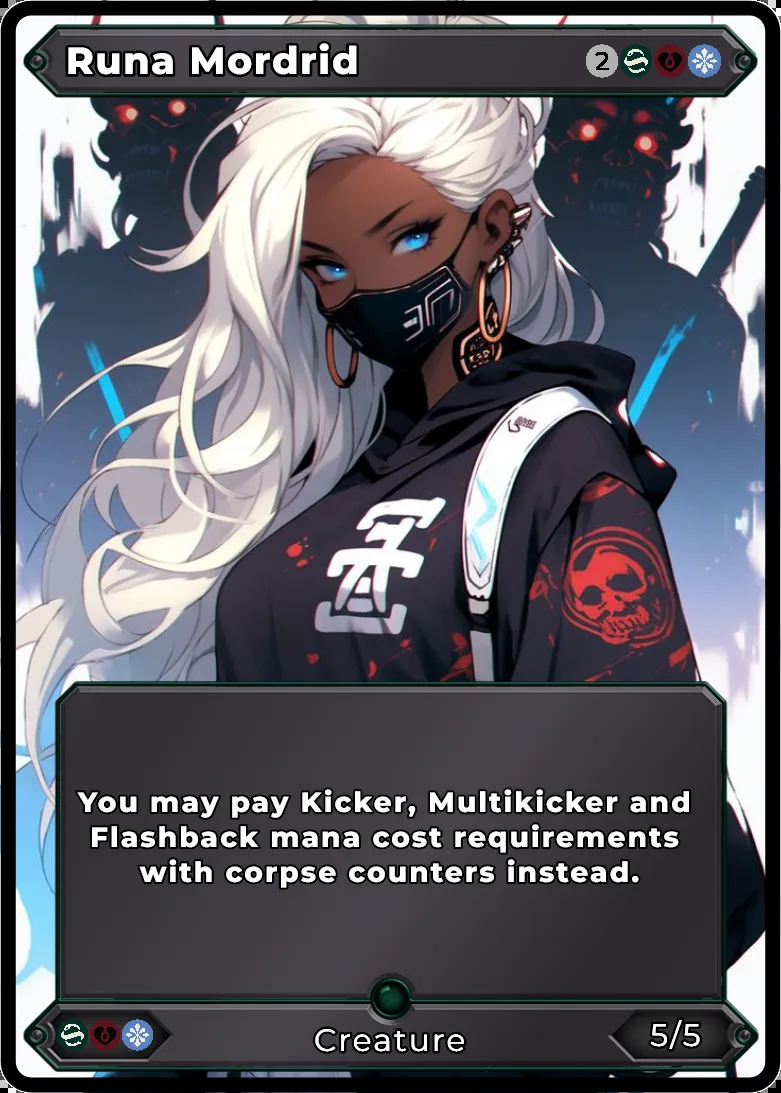 Runa Mordrid
2
You may pay Kicker, Multikicker and
Flashback mana cost requirements
with corpse counters instead.
Creature
5/5